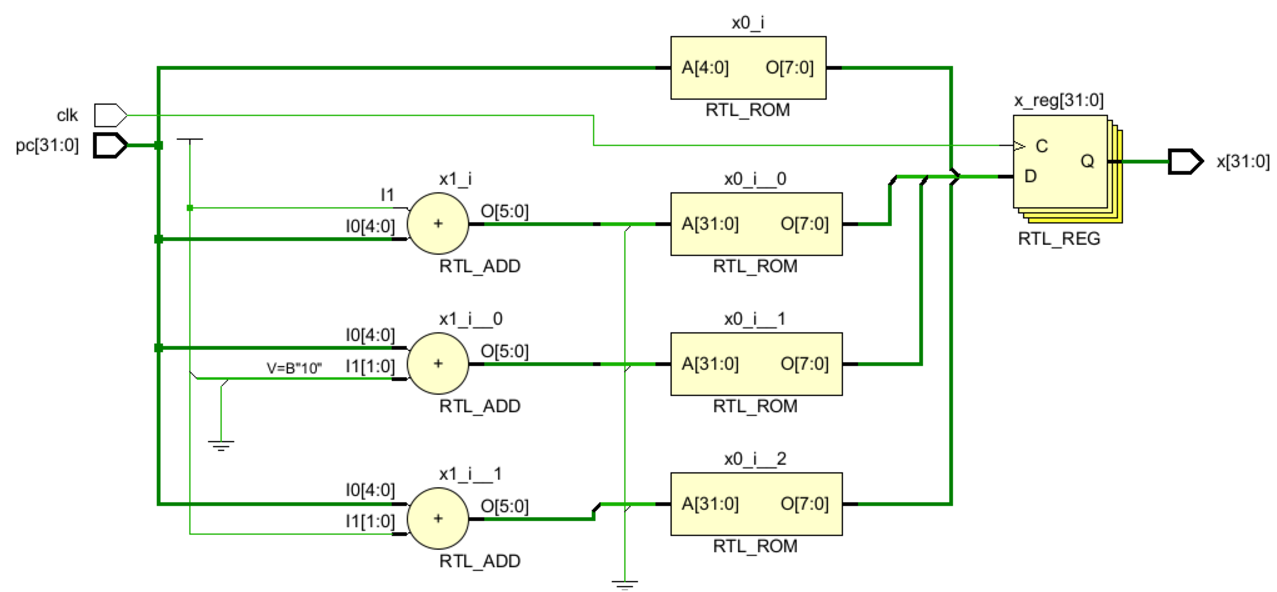 x0_i
A[4:0] O[7:0]
RTL_ROM
clk
pc[31:0]
x_reg[31:0]
C
Q
D
RTL_REG
x[31:0]
x1_i
I1
I0[4:0]
+
O[5:0]
RTL_ADD
x0_i__0
A[31:0] O[7:0]
RTL_ROM
x1_i__0
I0[4:0]
V=B"10" I1[1:0]
+
O[5:0]
RTL_ADD
x0_i__1
A[31:0] O[7:0]
RTL_ROM
x1_i__1
I0[4:0]
I1[1:0]
+
O[5:0]
RTL_ADD
x0_i__2
A[31:0] O[7:0]
RTL_ROM